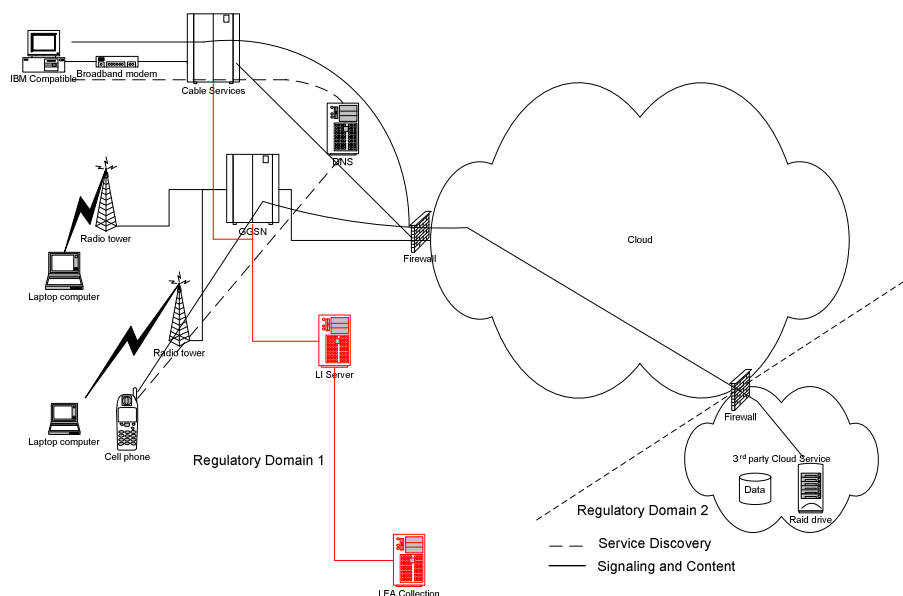 IBM Compatible
Broadband modem
Cable Services
DNS
Radio tower
GGSN
Firewall
Cloud
Laptop computer
Radio tower
LI Server
Laptop computer
Cell phone
Firewall
Regulatory Domain 1
3rd party Cloud Service
Data
Raid drive
Regulatory Domain 2
Service Discovery
Signaling and Content
LEA Collection